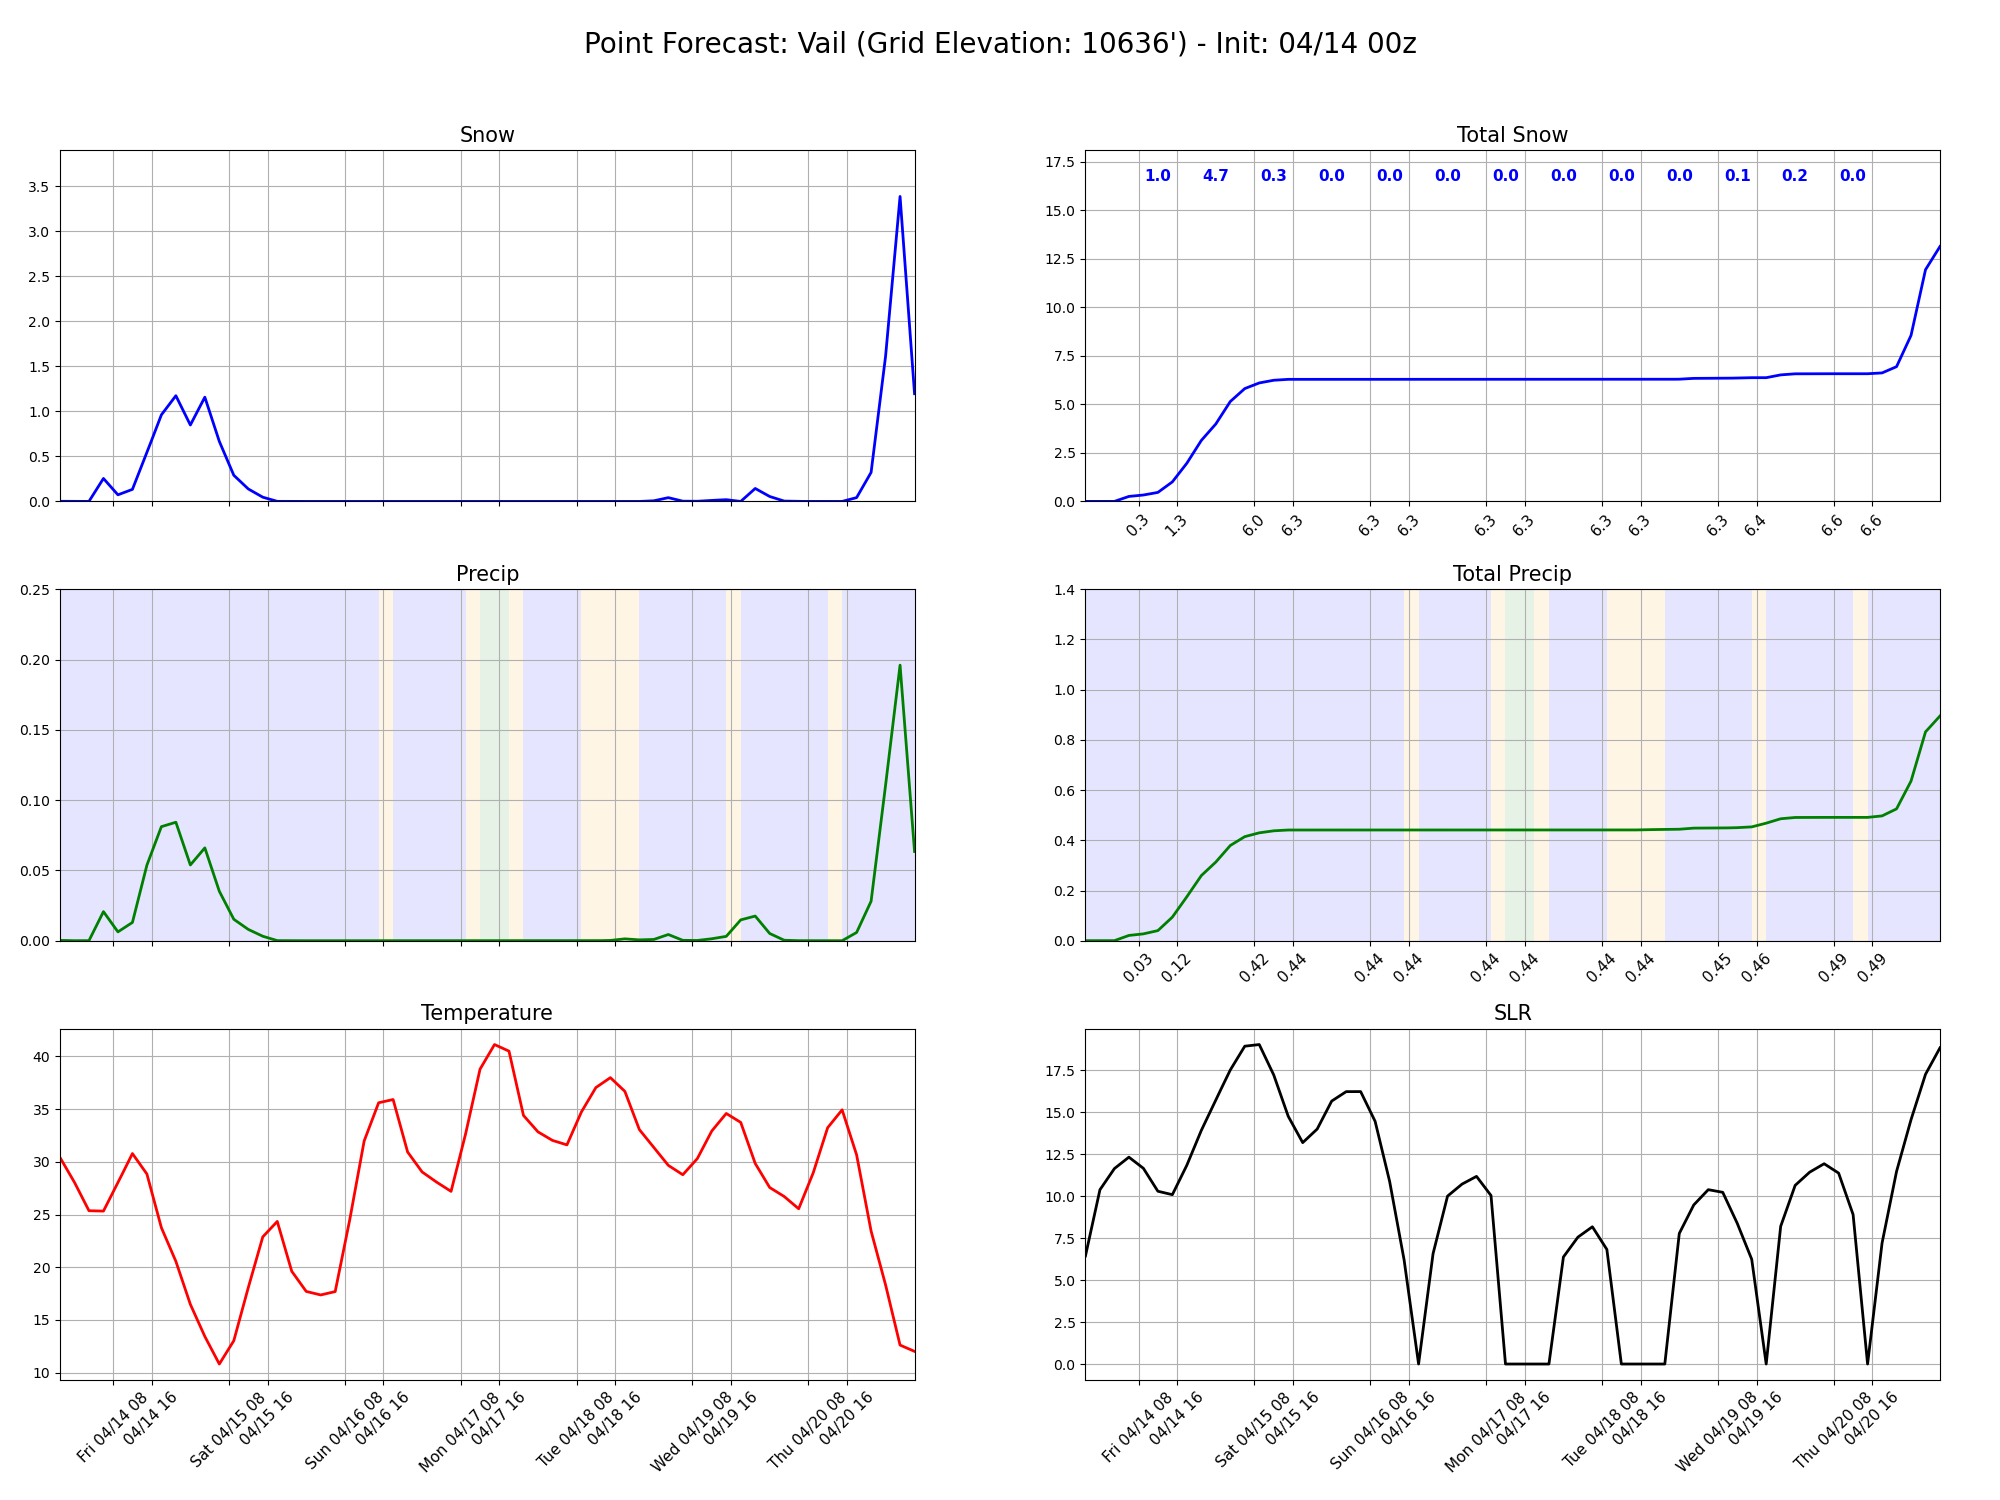 Point Forecast: Vail (Grid Elevation: 10636') - Init: 04/14 00z
Snow
3.5
3.0
2.5
2.0
1.5
1.0
0.5
0.0
Total Snow
17.5
15.0
12.5
10.0
7.5
5.0
2.5
0.0
1.0 4.7 0.3 0.0 0.0 0.0 0.0 0.0 0.0 0.0 0.1 0.2 0.0
0.3 1.3 6.0 6.3 6.3 6.3 6.3 6.3 6.3 6.3 6.3 6.4 6.6 6.6
Precip
0.25
0.20
0.15
0.10
0.05
0.00
Total Precip
1.4
1.2
1.0
0.8
0.6
0.4
0.2
0.0
0.03 0.12 0.42 0.44 0.44 0.44 0.44 0.44 0.44 0.44 0.45 0.46 0.49 0.49
Temperature
40
35
30
25
20
15
10
Fri 04/14 08
04/14 16
Sat 04/15 08
04/15 16
Sun 04/16 08
04/16 16
Mon 04/17 08
04/17 16
Tue 04/18 08
04/18 16
Wed 04/19 08
04/19 16
Thu 04/20 08
04/20 16
SLR
17.5
15.0
12.5
10.0
7.5
5.0
2.5
0.0
Fri 04/14 08
04/14 16
Sat 04/15 08
04/15 16
Sun 04/16 08
04/16 16
Mon 04/17 08
04/17 16
Tue 04/18 08
04/18 16
Wed 04/19 08
04/19 16
Thu 04/20 08
04/20 16